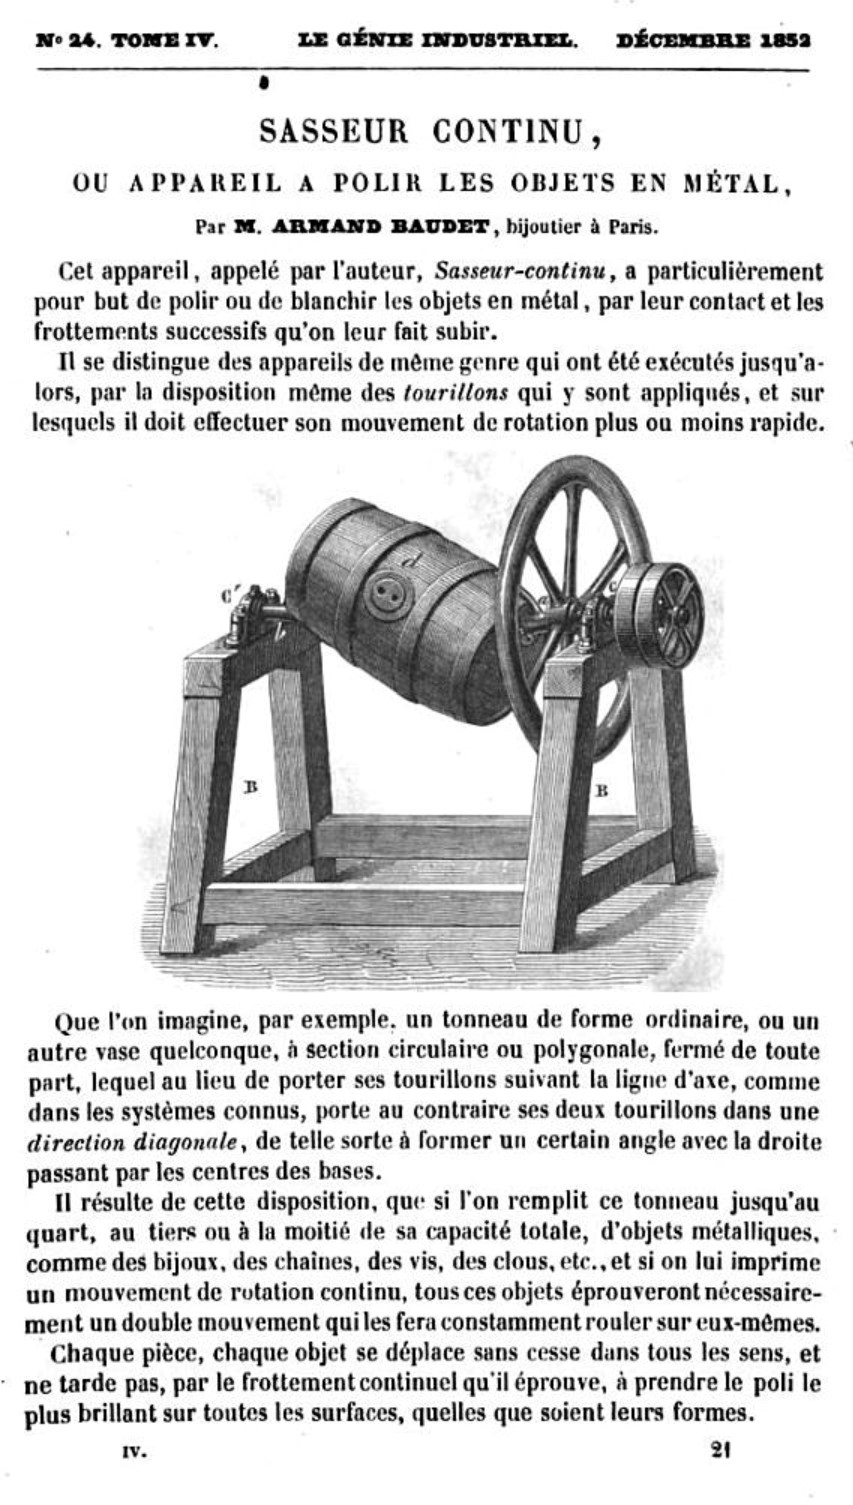 N° 24. TOME IV. LE GÉNIE INDUSTRIEL. DÉCEMBRE 1852
SASSEUR CONTINU,
OU APPAREIL A POLIR LES OBJETS EN MÉTAL,
Par M. ARMAND BAUDET, bijoutier à Paris.
Cet appareil, appelé par l'auteur, Sasseur-continu, a particulièrement
pour but de polir ou de blanchir les objets en métal, par leur contact et les
frottements successifs qu'on leur fait subir.
Il se distingue des appareils de même genre qui ont été exécutés jusqu'a-
lors, par la disposition même des tourillons qui y sont appliqués, et sur
lesquels il doit effectuer son mouvement de rotation plus ou moins rapide.
d
C′
a
c
B
B
Que l'on imagine, par exemple, un tonneau de forme ordinaire, ou un
autre vase quelconque, à section circulaire ou polygonale, fermé de toute
part, lequel au lieu de porter ses tourillons suivant la ligne d'axe, comme
dans les systèmes connus, porte au contraire ses deux tourillons dans une
direction diagonale, de telle sorte à former un certain angle avec la droite
passant par les centres des bases.
Il résulte de cette disposition, que si l'on remplit ce tonneau jusqu'au
quart, au tiers ou à la moitié de sa capacité totale, d'objets métalliques,
comme des bijoux, des chaînes, des vis, des clous, etc., et si on lui imprime
un mouvement de rotation continu, tous ces objets éprouveront nécessaire-
ment un double mouvement qui les fera constamment rouler sur eux-mêmes.
Chaque pièce, chaque objet se déplace sans cesse dans tous les sens, et
ne tarde pas, par le frottement continuel qu'il éprouve, à prendre le poli le
plus brillant sur toutes les surfaces, quelles que soient leurs formes.
IV. 21